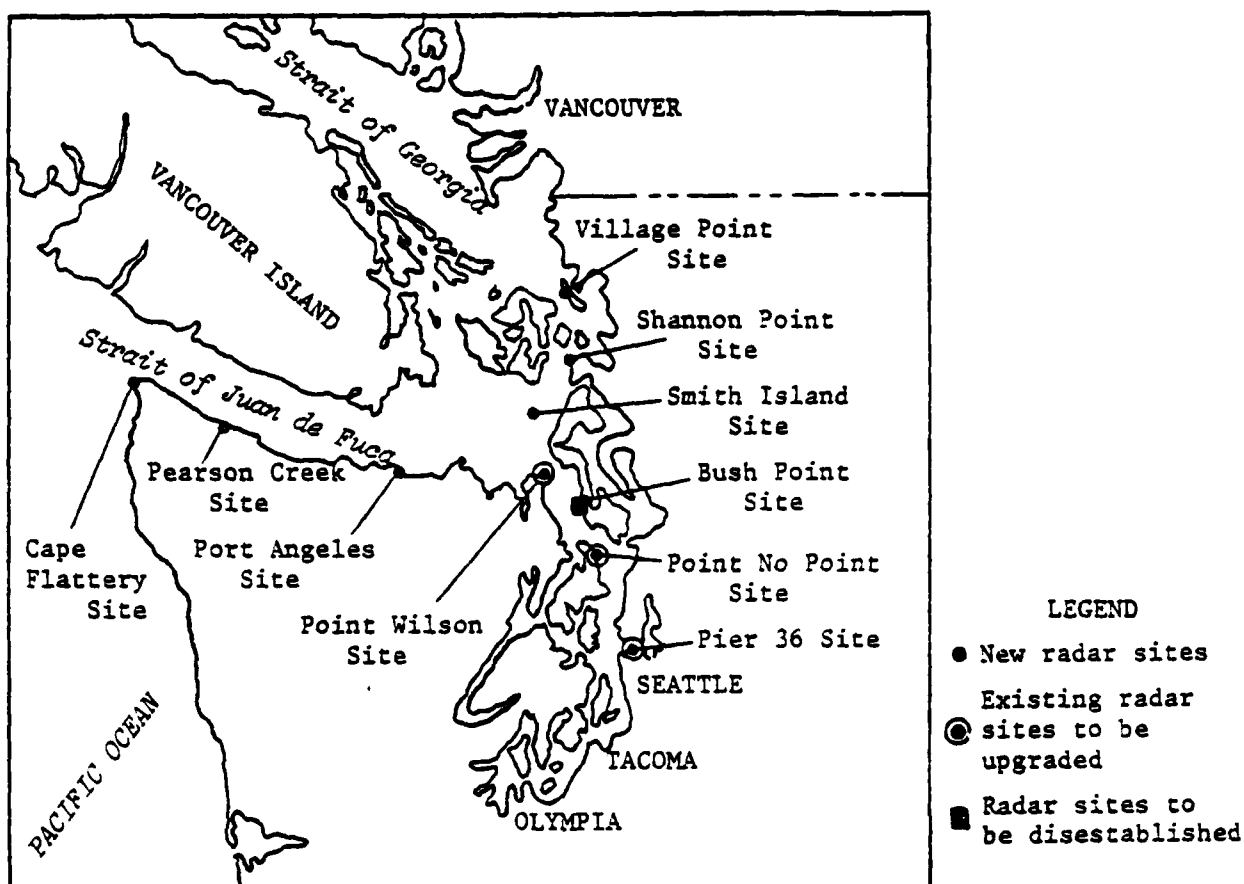 Strait of Georgia
VANCOUVER
VANCOUVER ISLAND
Village Point
Site
Shannon Point
Site
Strait of Juan de Fuca
Smith Island
Site
Pearson Creek
Site
Bush Point
Site
Cape
Flattery
Site
Port Angeles
Site
Point No Point
Site
Point Wilson
Site
Pier 36 Site
SEATTLE
PACIFIC OCEAN
TACOMA
OLYMPIA
LEGEND
New radar sites
Existing radar
sites to be
upgraded
Radar sites to
be disestablished